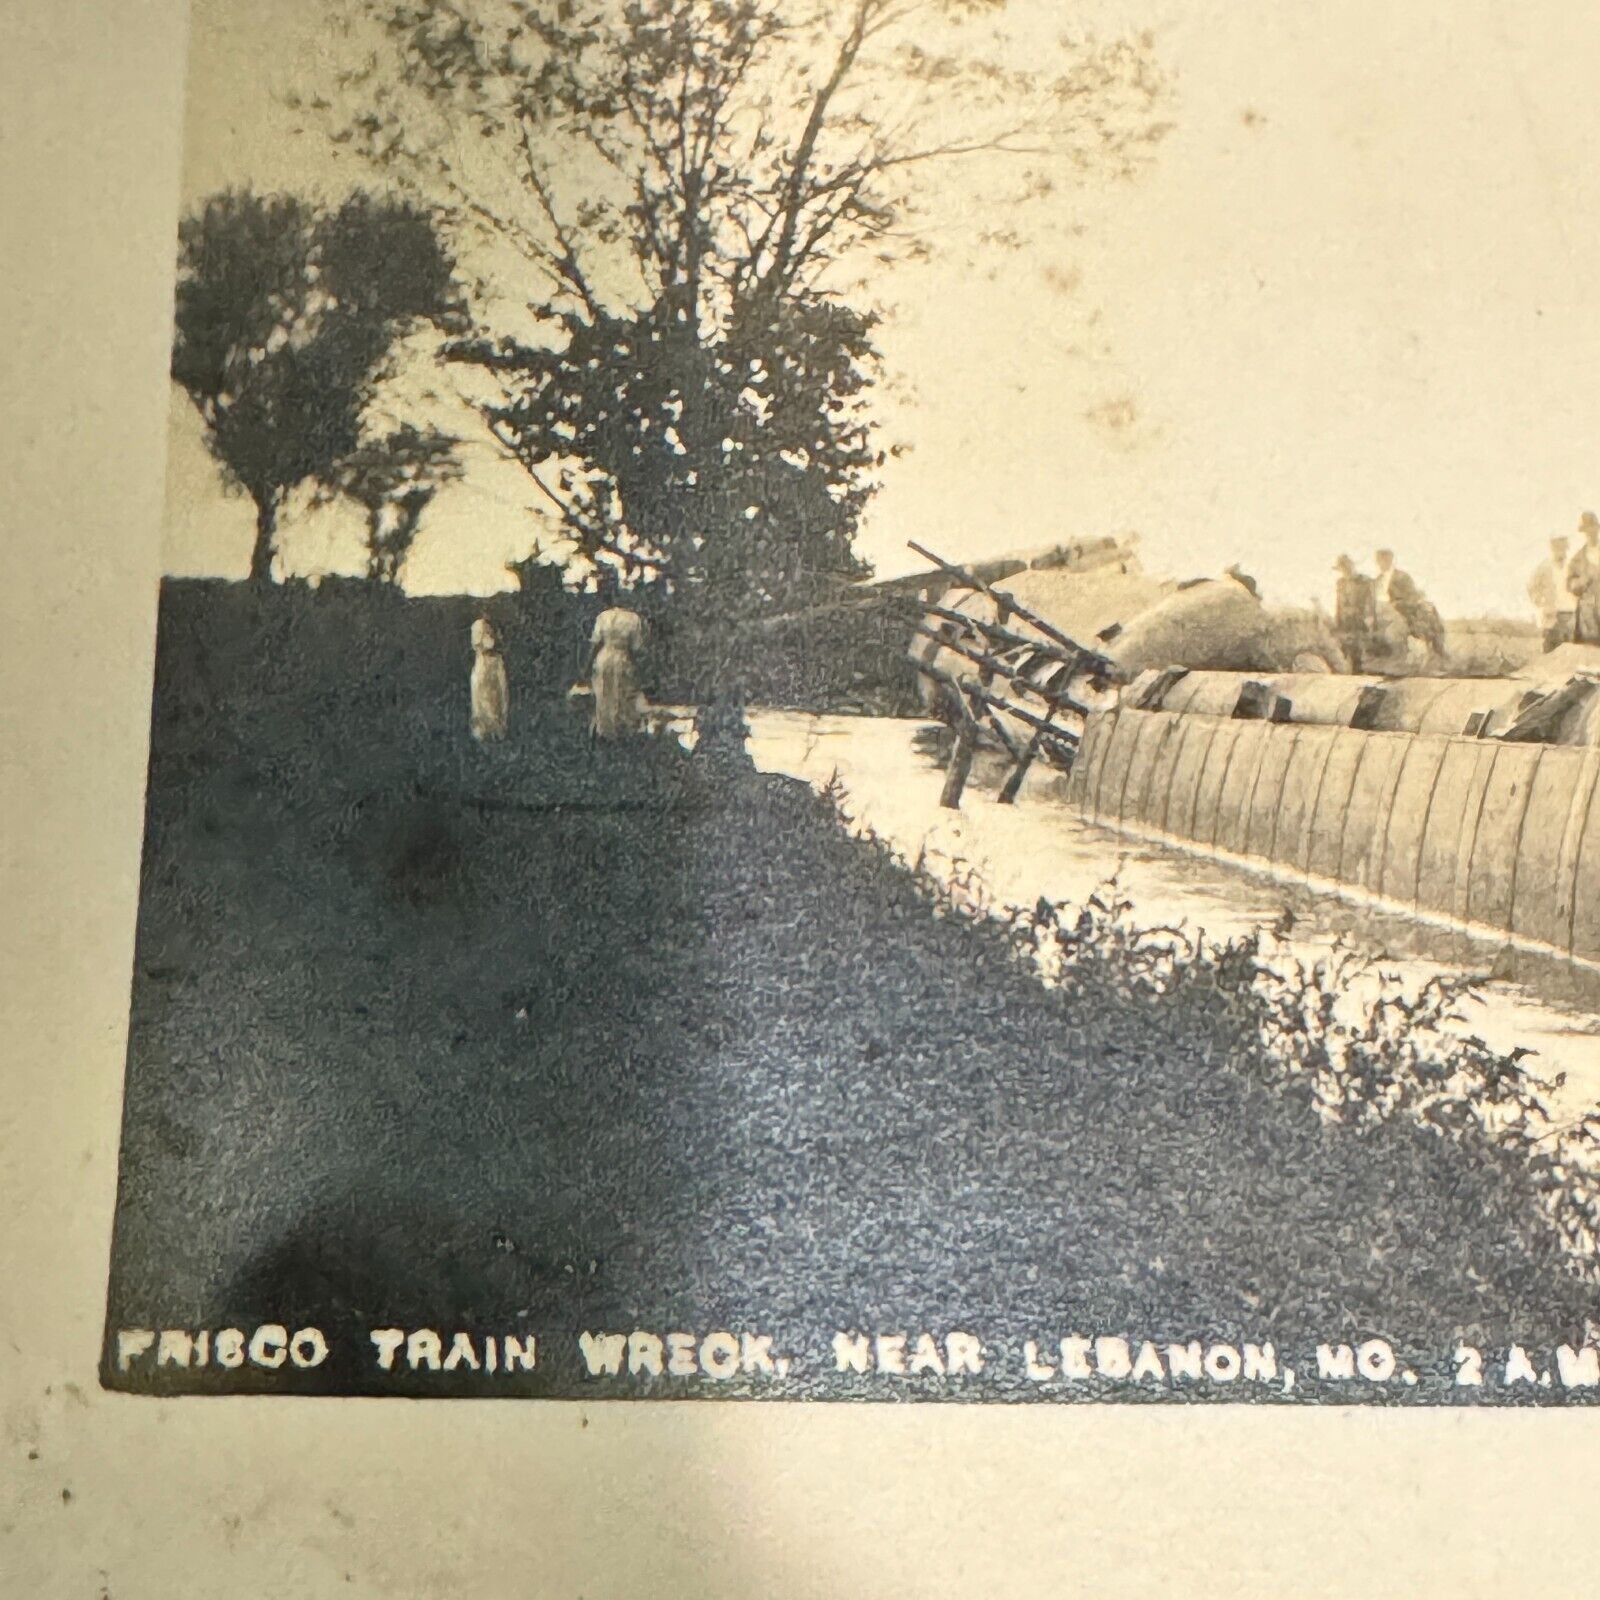 FRISCO TRAIN WRECK, NEAR LEBANON, MO. 2 A.M